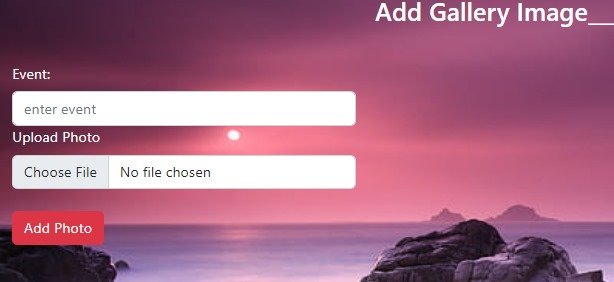 Add Gallery Image__
Event:
enter event
Upload Photo
Choose File No file chosen
Add Photo